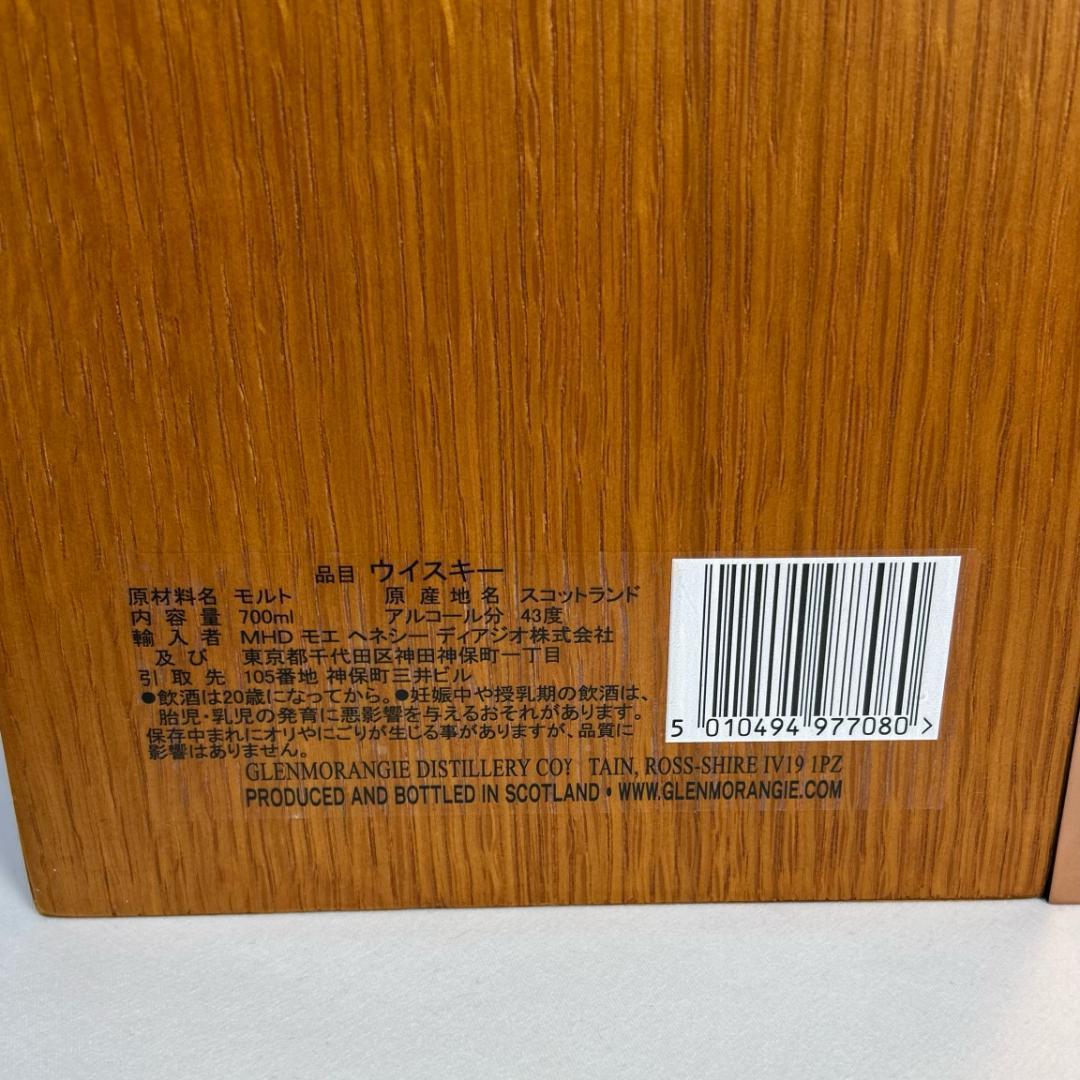 品目 ウイスキー
原材料名 モルト 原産地名 スコットランド
内容量 700ml アルコール分 43度
輸入者 MHD モエ ヘネシー ディアジオ株式会社
及び 東京都千代田区神田神保町一丁目
引取先 105番地 神保町三井ビル
●飲酒は20歳になってから。●妊娠中や授乳期の飲酒は、
胎児・乳児の発育に悪影響を与えるおそれがあります。
保存中まれにオリやにごりが生じる事がありますが、品質に
影響はありません。
5 010494 977080 >
GLENMORANGIE DISTILLERY COY TAIN, ROSS-SHIRE IV19 1PZ
PRODUCED AND BOTTLED IN SCOTLAND • WWW.GLENMORANGIE.COM